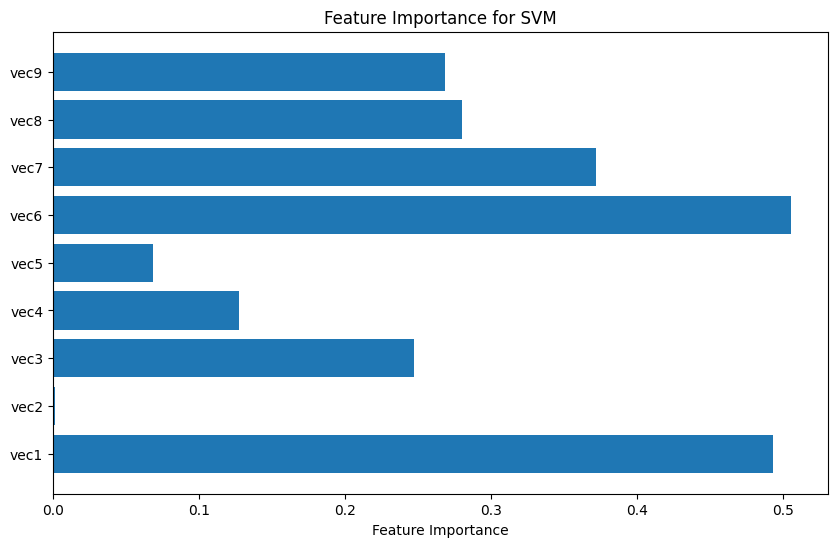 Feature Importance for SVM
vec9
vec8
vec7
vec6
vec5
vec4
vec3
vec2
vec1
0.0 0.1 0.2 0.3 0.4 0.5
Feature Importance